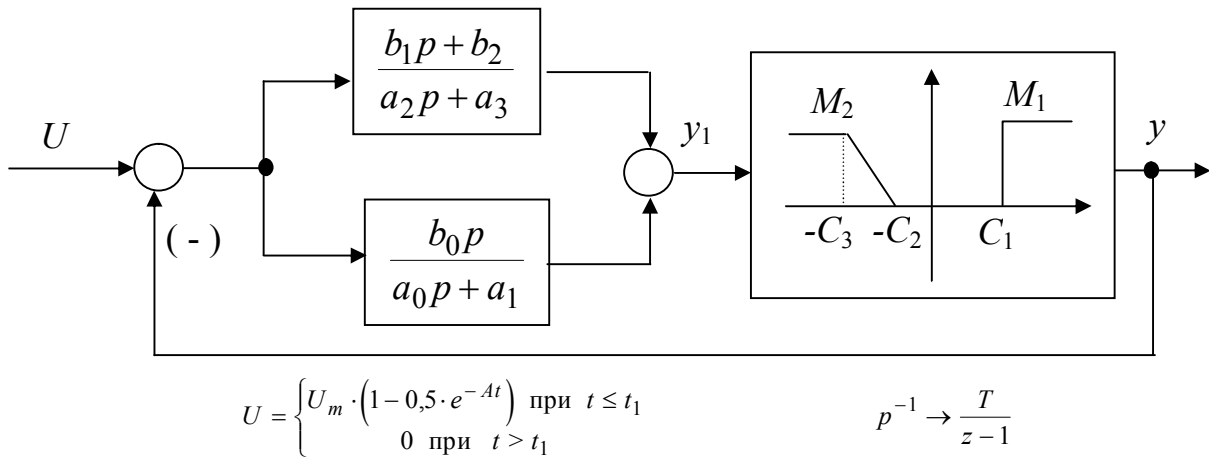 b₁p + b₂
a₂p + a₃
U
( - )
b₀p
a₀p + a₁
y₁
M₂
M₁
-C₃
-C₂
C₁
y
U = { Uₘ · (1 − 0,5 · e^{−At}) при t ≤ t₁
0 при t > t₁
p⁻¹ → T / (z − 1)